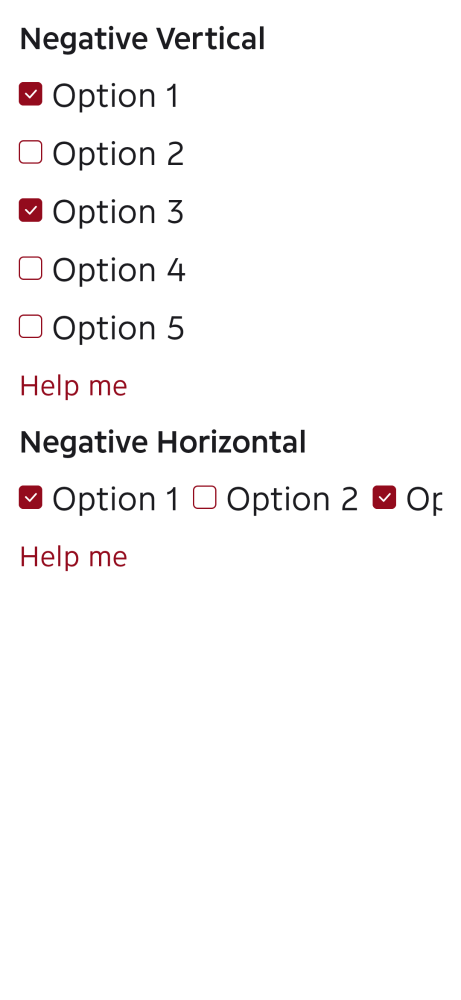 Negative Vertical
Option 1
Option 2
Option 3
Option 4
Option 5
Help me
Negative Horizontal
Option 1 Option 2 Op
Help me